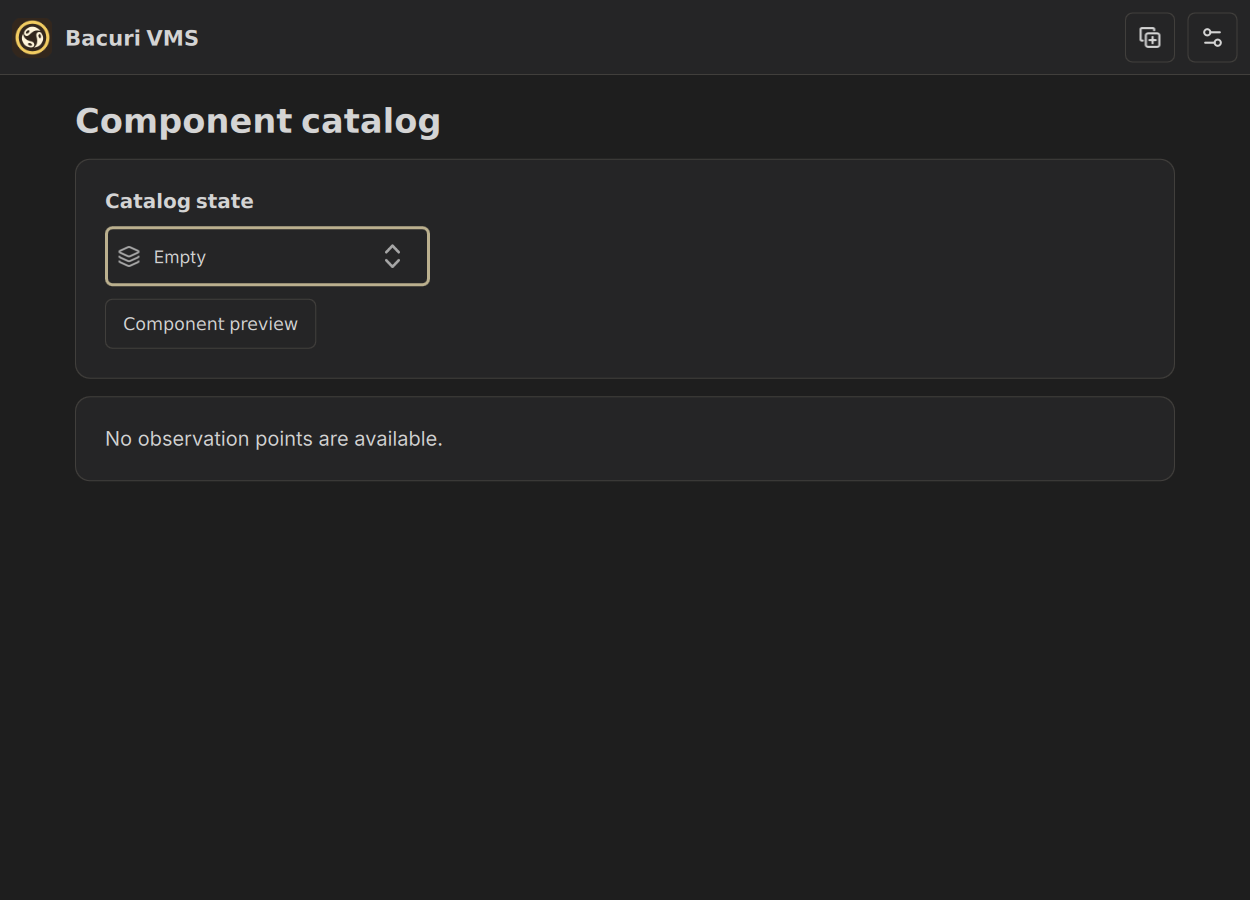 Bacuri VMS
Component catalog
Catalog state
Empty
Component preview
No observation points are available.